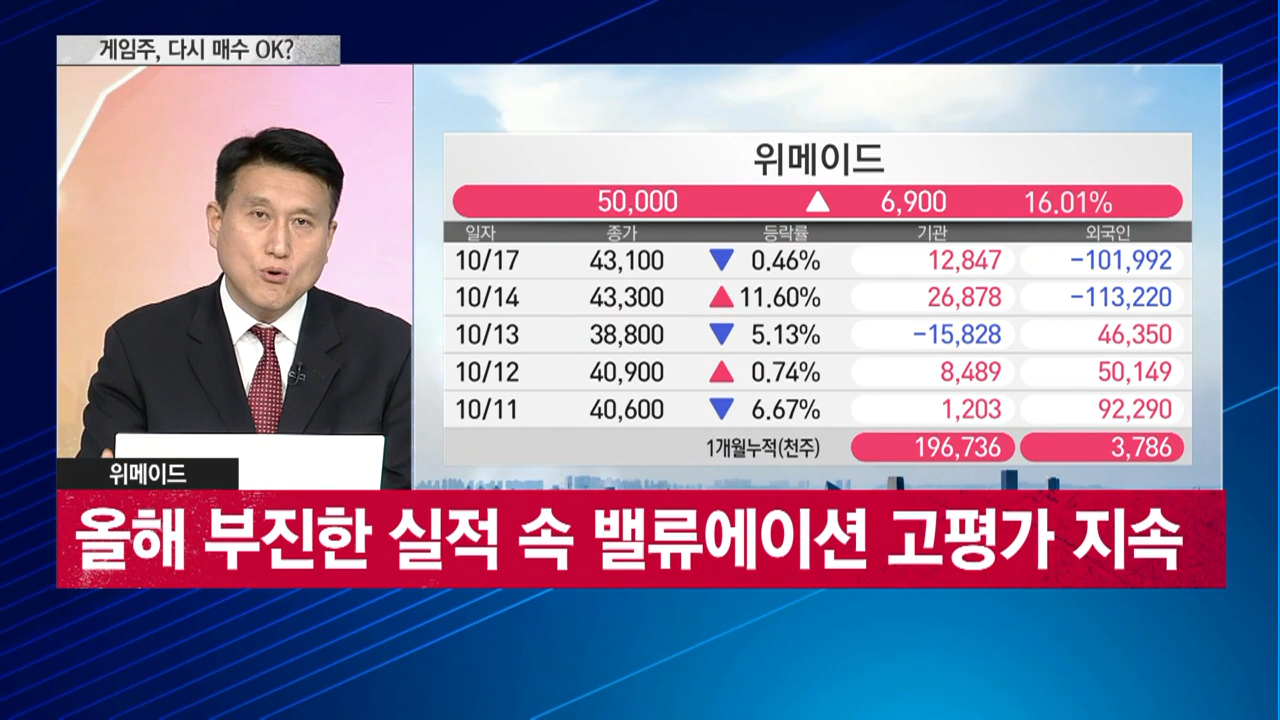 게임주, 다시 매수 OK?
위메이드
50,000 ▲ 6,900 16.01%
일자 종가 등락률 기관 외국인
10/17 43,100 ▼ 0.46% 12,847 -101,992
10/14 43,300 ▲ 11.60% 26,878 -113,220
10/13 38,800 ▼ 5.13% -15,828 46,350
10/12 40,900 ▲ 0.74% 8,489 50,149
10/11 40,600 ▼ 6.67% 1,203 92,290
1개월누적(천주) 196,736 3,786
위메이드
올해 부진한 실적 속 밸류에이션 고평가 지속